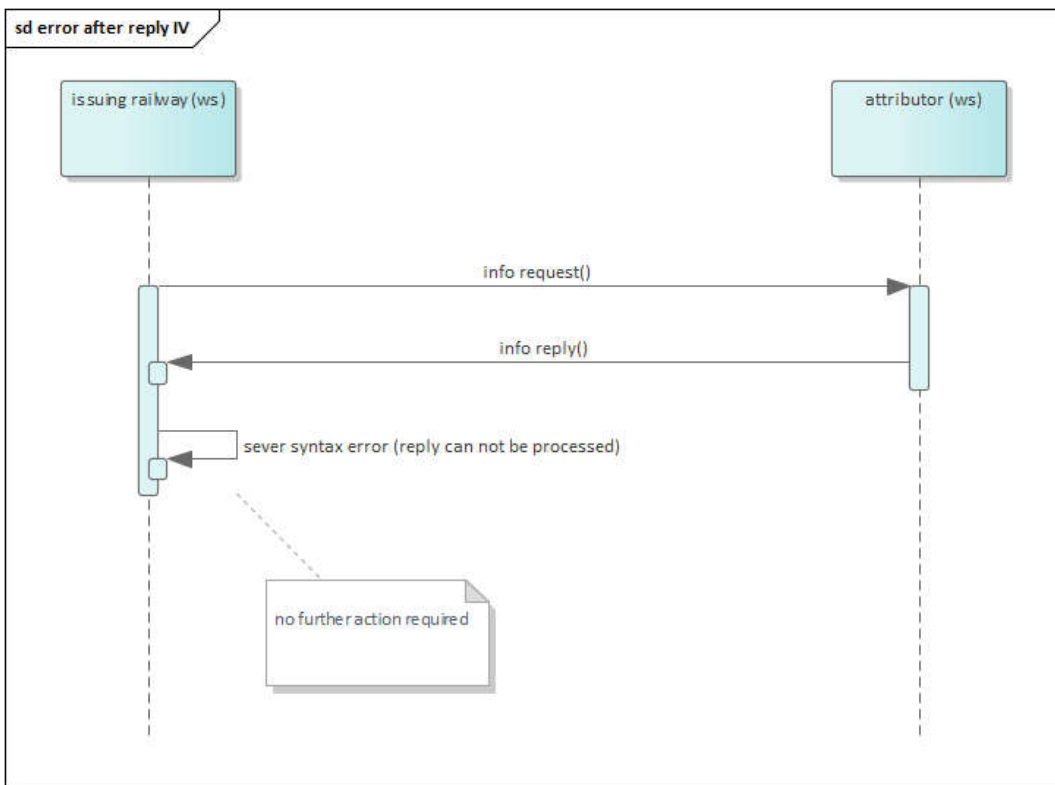 sd error after reply IV
issuing railway (ws)
attributor (ws)
info request()
info reply()
sever syntax error (reply can not be processed)
no further action required